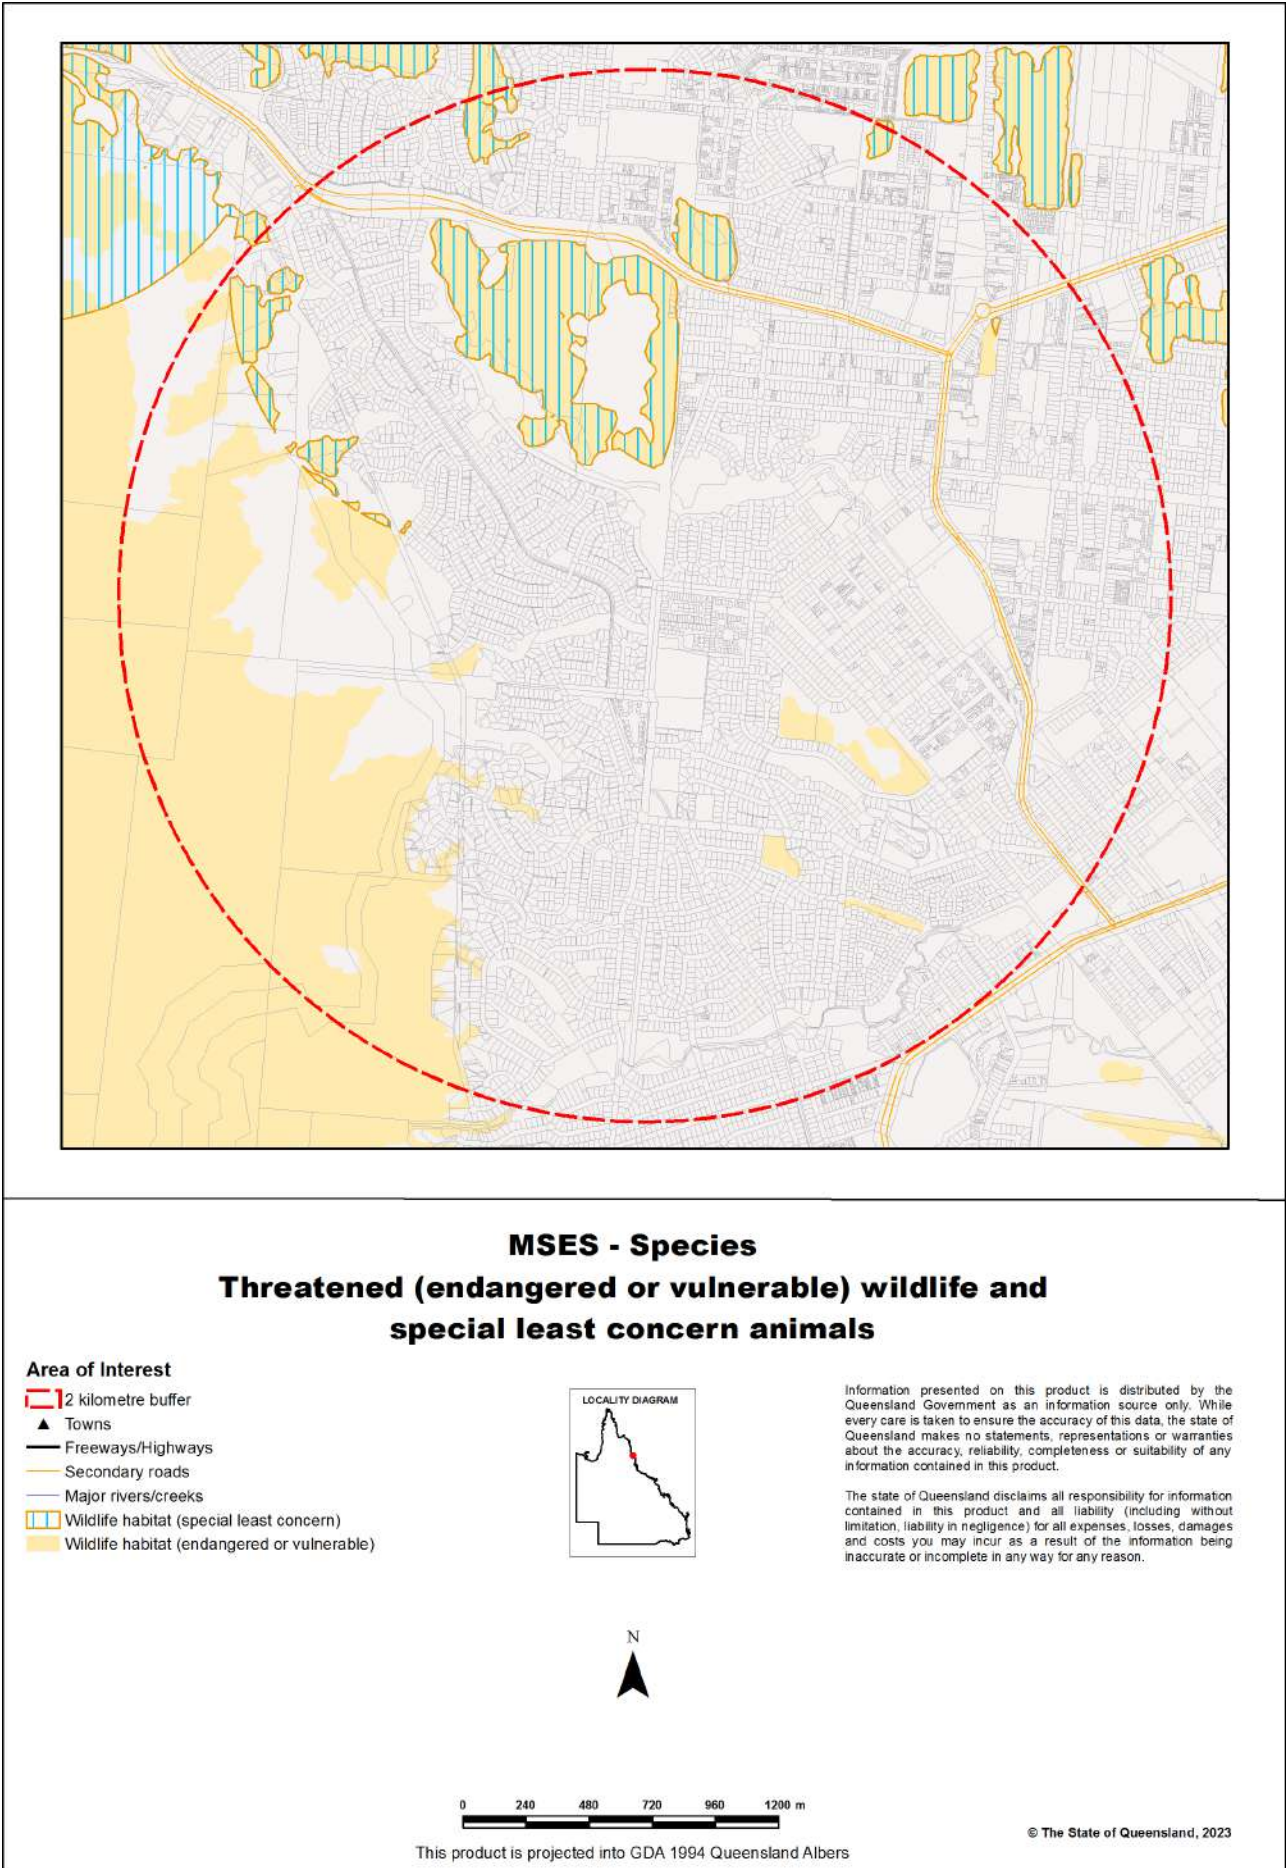 MSES - Species
Threatened (endangered or vulnerable) wildlife and
special least concern animals
Area of Interest
2 kilometre buffer
Towns
Freeways/Highways
Secondary roads
Major rivers/creeks
Wildlife habitat (special least concern)
Wildlife habitat (endangered or vulnerable)
LOCALITY DIAGRAM
Information presented on this product is distributed by the
Queensland Government as an information source only. While
every care is taken to ensure the accuracy of this data, the state of
Queensland makes no statements, representations or warranties
about the accuracy, reliability, completeness or suitability of any
information contained in this product.
The state of Queensland disclaims all responsibility for information
contained in this product and all liability (including without
limitation, liability in negligence) for all expenses, losses, damages
and costs you may incur as a result of the information being
inaccurate or incomplete in any way for any reason.
N
0 240 480 720 960 1200 m
This product is projected into GDA 1994 Queensland Albers
© The State of Queensland, 2023